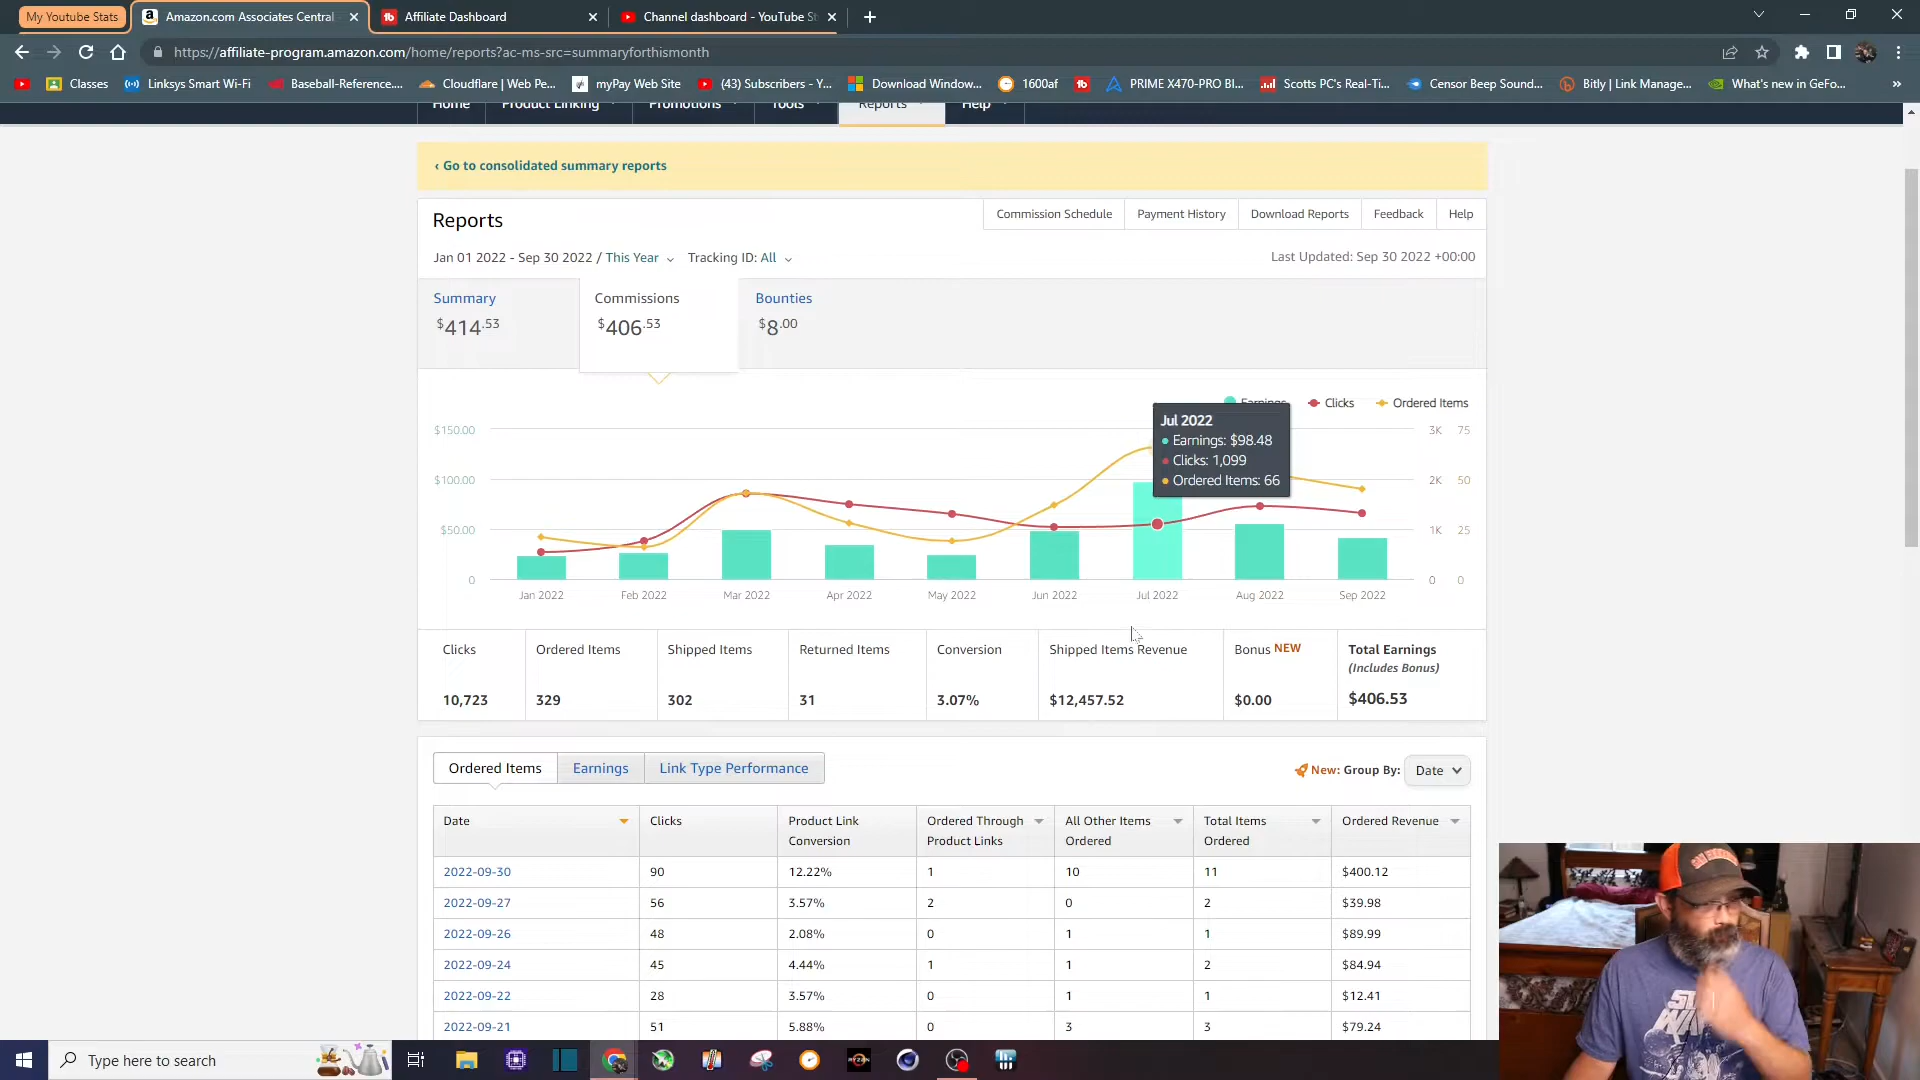 My Youtube Stats
Amazon.com Associates Central
Affiliate Dashboard
Channel dashboard - YouTube St
https://affiliate-program.amazon.com/home/reports?ac-ms-src=summaryforthismonth
Classes
Linksys Smart Wi-Fi
Baseball-Reference....
Cloudflare | Web Pe...
myPay Web Site
(43) Subscribers - Y...
Download Window...
1600af
PRIME X470-PRO BI...
Scotts PC's Real-Ti...
Censor Beep Sound...
Bitly | Link Manage...
What's new in GeFo...
Home
Product Linking
Promotions
Tools
Reports
Help
‹ Go to consolidated summary reports
Reports
Commission Schedule
Payment History
Download Reports
Feedback
Help
Jan 01 2022 - Sep 30 2022 / This Year
Tracking ID: All
Last Updated: Sep 30 2022 +00:00
Summary
$414.53
Commissions
$406.53
Bounties
$8.00
Earnings
Clicks
Ordered Items
Jul 2022
Earnings: $98.48
Clicks: 1,099
Ordered Items: 66
$150.00
3K 75
$100.00
2K 50
$50.00
1K 25
0
0 0
Jan 2022
Feb 2022
Mar 2022
Apr 2022
May 2022
Jun 2022
Jul 2022
Aug 2022
Sep 2022
Clicks
Ordered Items
Shipped Items
Returned Items
Conversion
Shipped Items Revenue
Bonus NEW
Total Earnings
(Includes Bonus)
10,723
329
302
31
3.07%
$12,457.52
$0.00
$406.53
Ordered Items
Earnings
Link Type Performance
New: Group By: Date
Date
Clicks
Product Link
Conversion
Ordered Through
Product Links
All Other Items
Ordered
Total Items
Ordered
Ordered Revenue
2022-09-30 90 12.22% 1 10 11 $400.12
2022-09-27 56 3.57% 2 0 2 $39.98
2022-09-26 48 2.08% 0 1 1 $89.99
2022-09-24 45 4.44% 1 1 2 $84.94
2022-09-22 28 3.57% 0 1 1 $12.41
2022-09-21 51 5.88% 0 3 3 $79.24
Type here to search
RYZEN